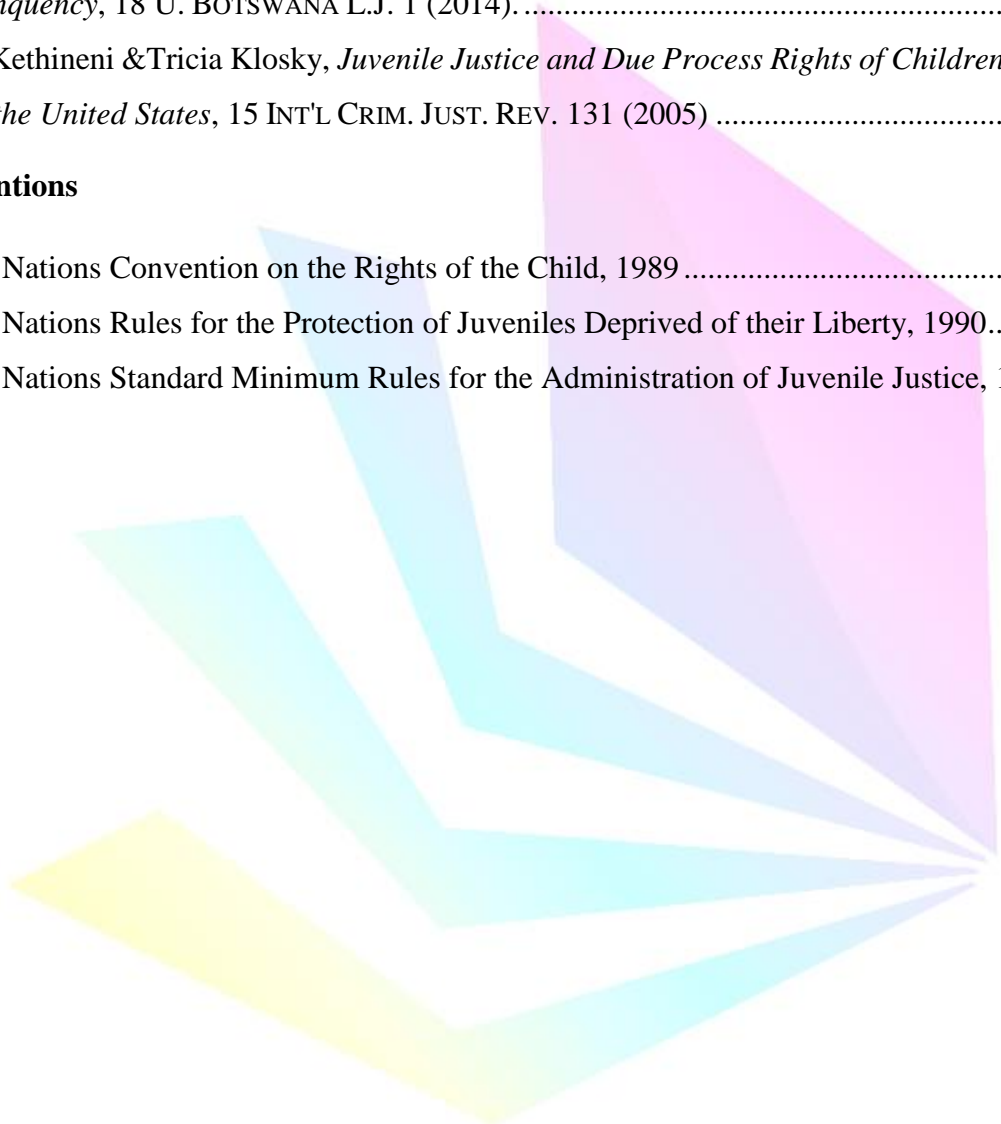 nquency, 18 U. BOTSWANA L.J. 1 (2014).....................................................
Kethineni &Tricia Klosky, Juvenile Justice and Due Process Rights of Children
the United States, 15 INT'L CRIM. JUST. REV. 131 (2005) ...................................
ntions
Nations Convention on the Rights of the Child, 1989.......................................
Nations Rules for the Protection of Juveniles Deprived of their Liberty, 1990..
Nations Standard Minimum Rules for the Administration of Juvenile Justice,